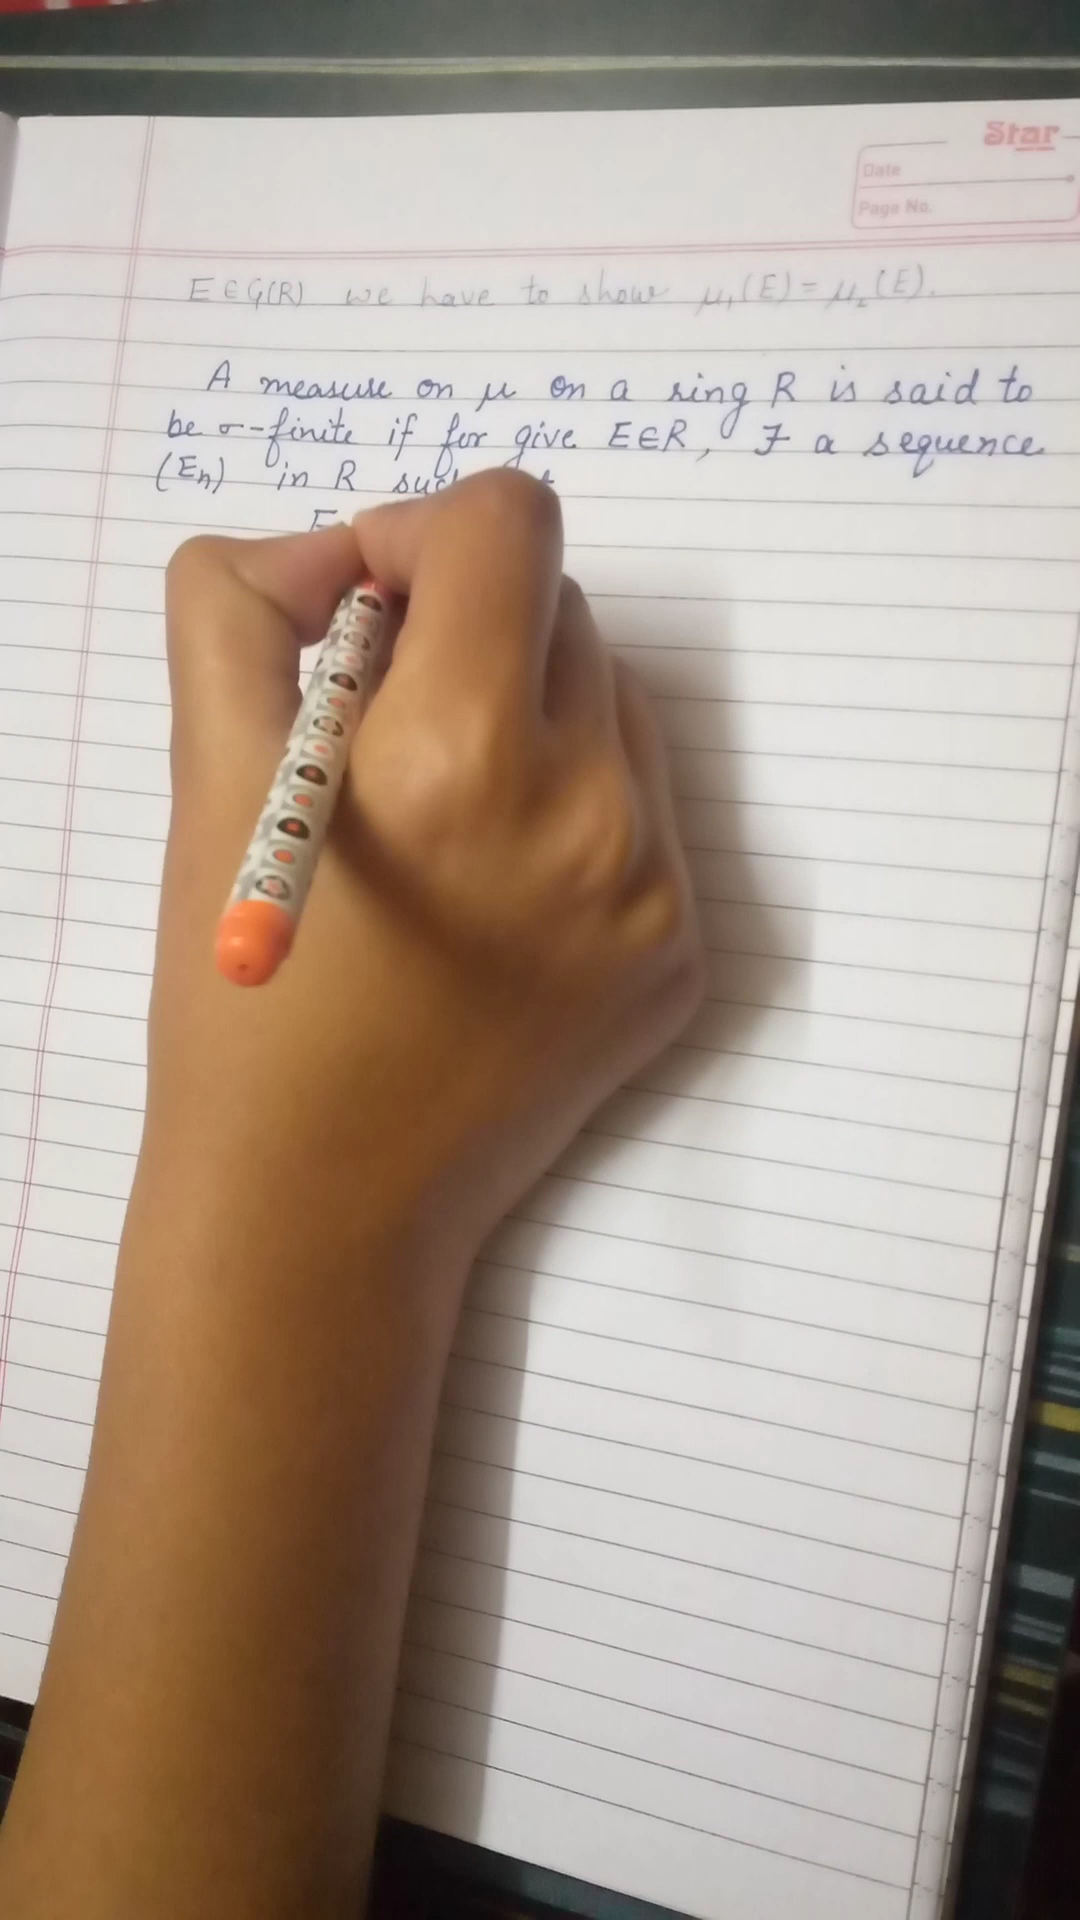 Star
Date
Page No.
E ∈ G(R) we have to show μ₁(E) = μ₂(E).
A measure on μ on a ring R is said to
be σ-finite if for give E∈R, ∃ a sequence
(En) in R
E